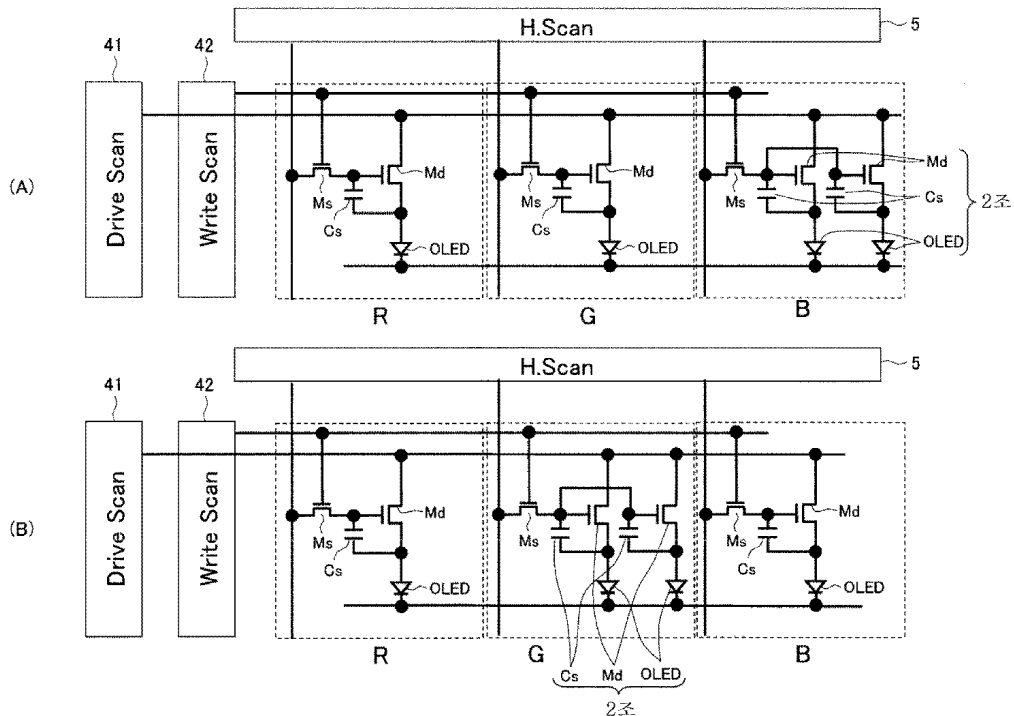 H.Scan
5
41
42
(A)
Drive Scan
Write Scan
Ms
Cs
Md
OLED
Ms
Cs
Md
OLED
Ms
Md
Cs
OLED
2조
R
G
B
H.Scan
5
41
42
(B)
Drive Scan
Write Scan
Ms
Cs
Md
OLED
Ms
Ms
Cs
Md
OLED
R
G
B
Cs Md OLED
2조